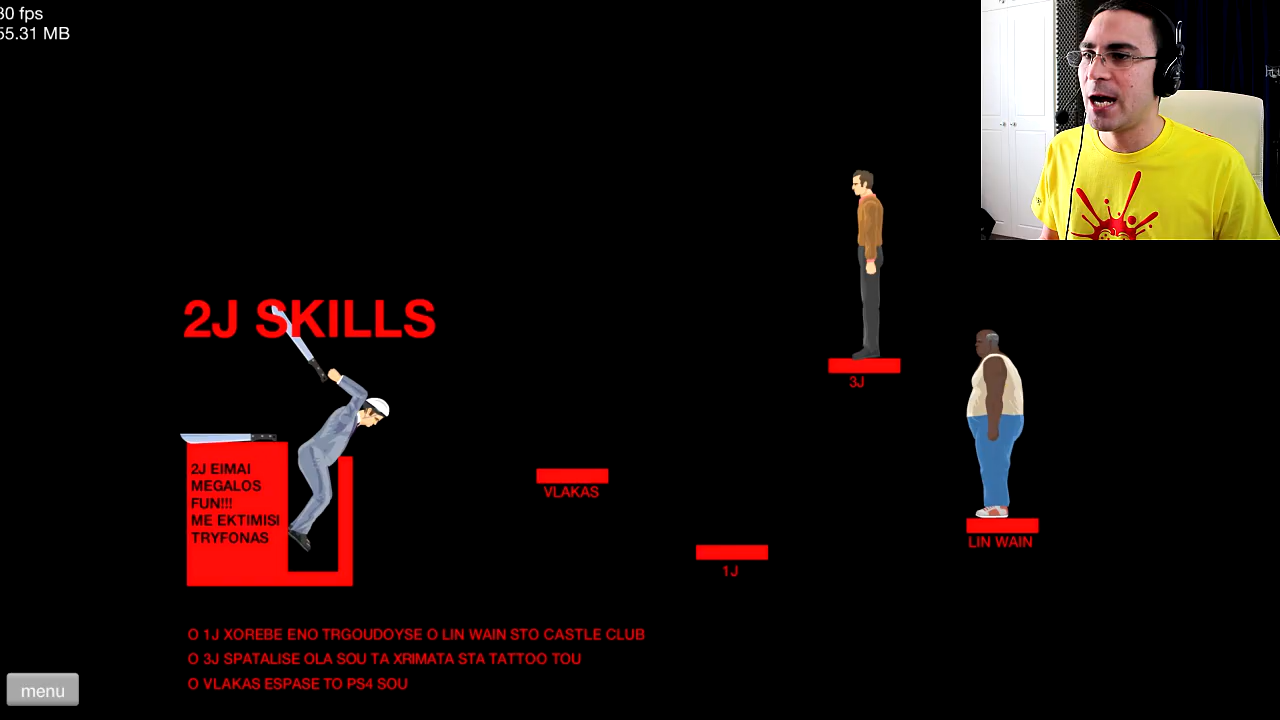 30 fps
55.31 MB
2J SKILLS
3J
2J EIMAI
MEGALOS
FUN!!!
ME EKTIMISI
TRYFONAS
VLAKAS
LIN WAIN
1J
O 1J XOREBE ENO TRGOUDOYSE O LIN WAIN STO CASTLE CLUB
O 3J SPATALISE OLA SOU TA XRIMATA STA TATTOO TOU
O VLAKAS ESPASE TO PS4 SOU
menu